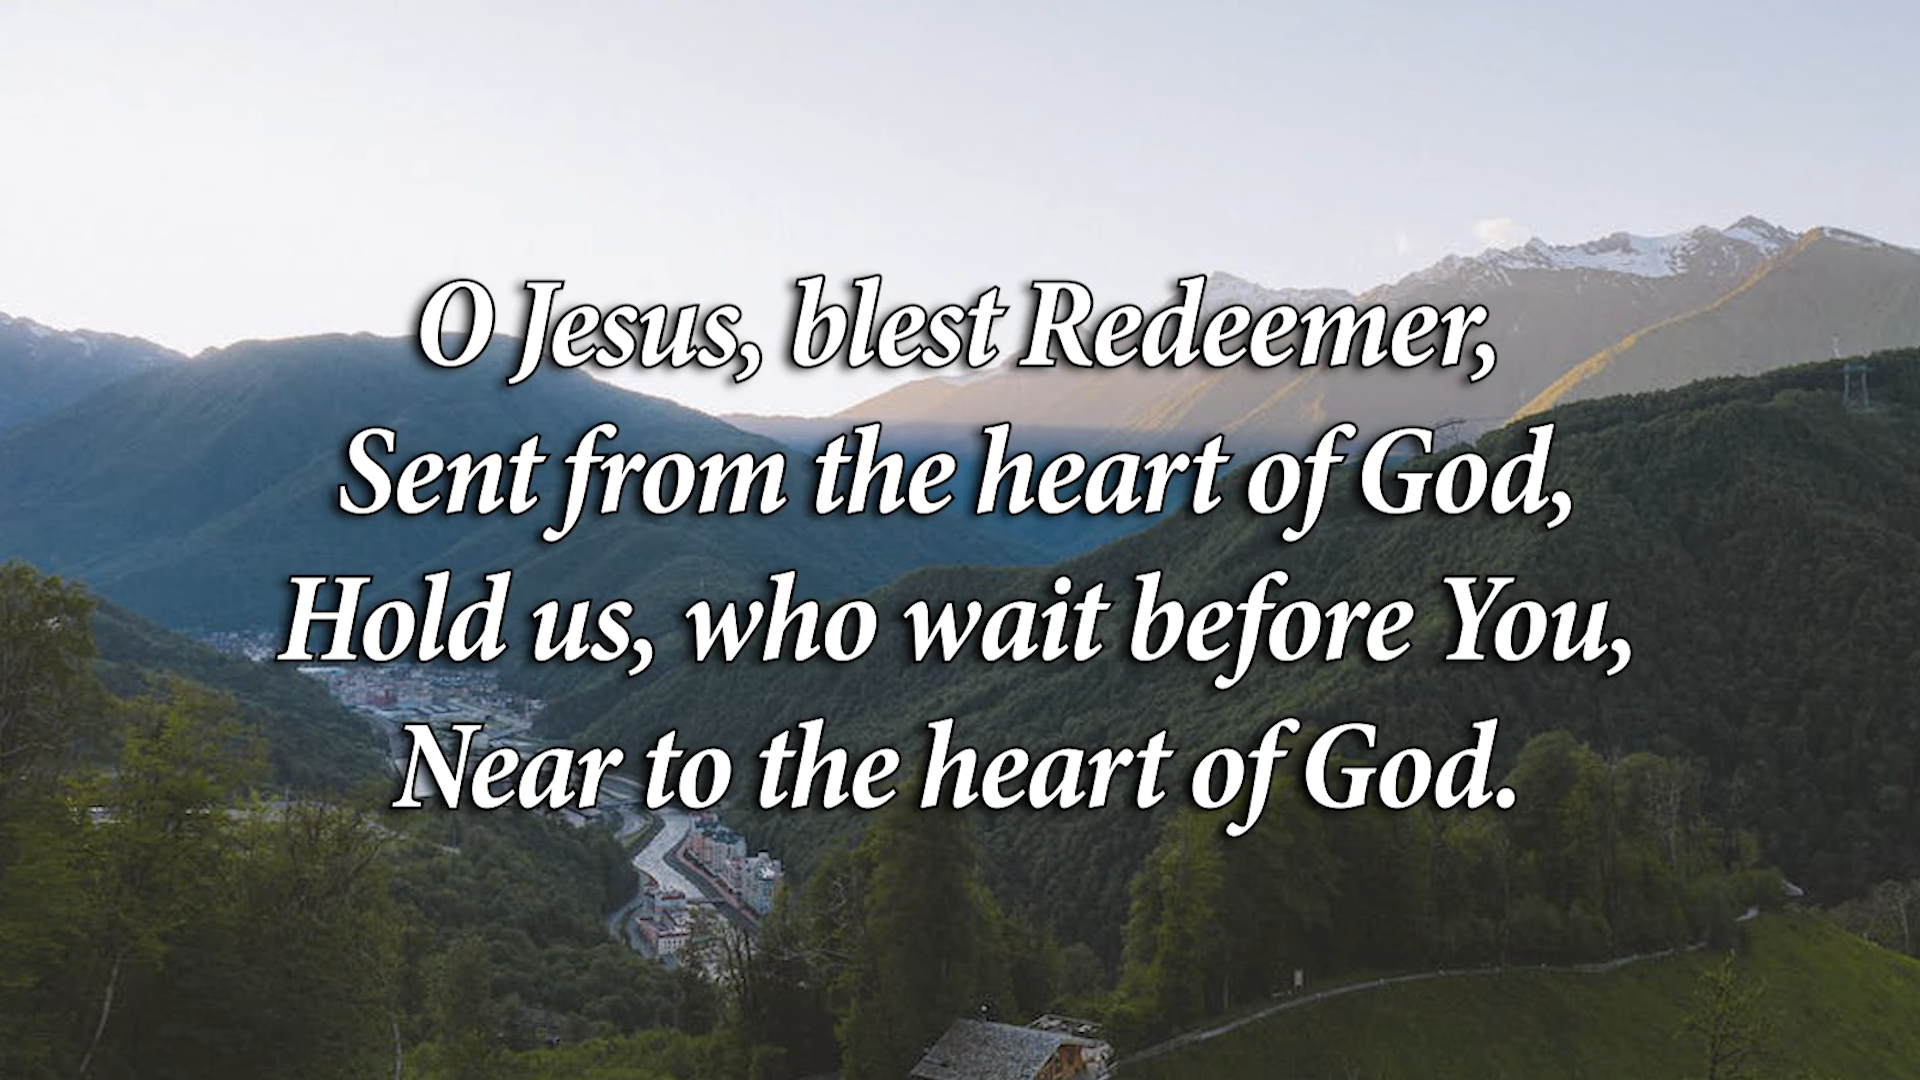 O Jesus, blest Redeemer,
Sent from the heart of God,
Hold us, who wait before You,
Near to the heart of God.